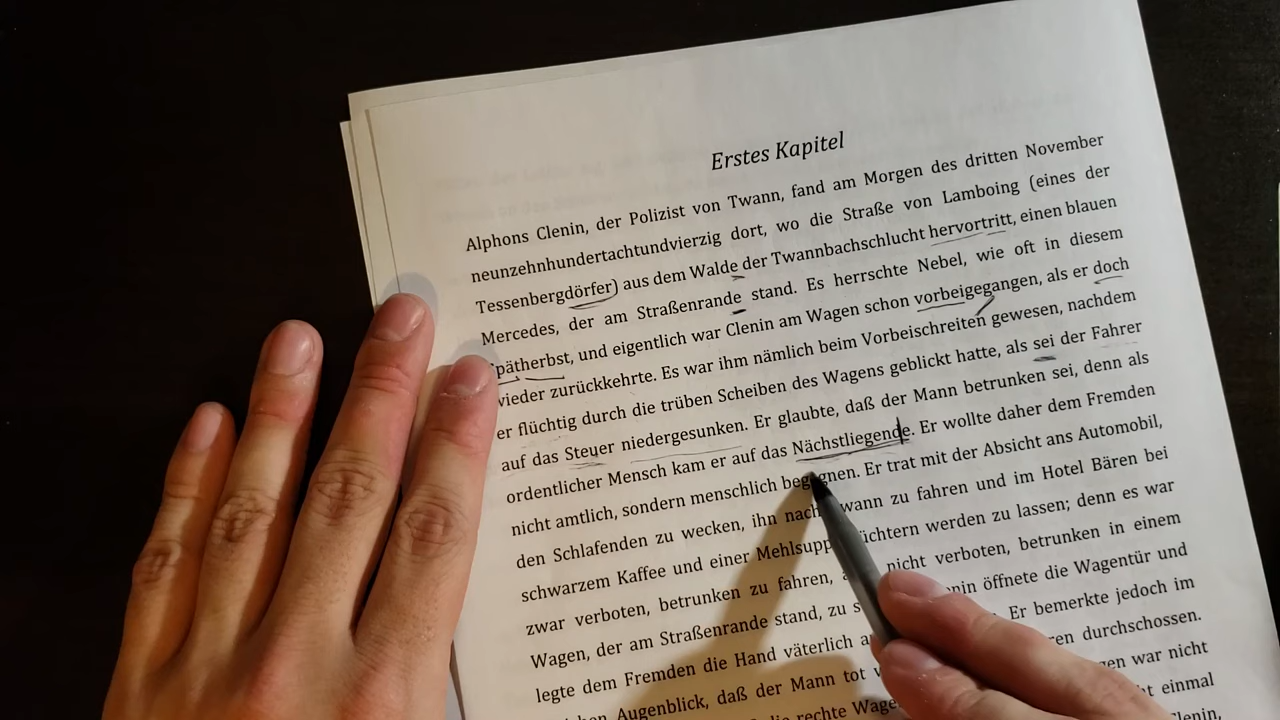 Erstes Kapitel
Alphons Clenin, der Polizist von Twann, fand am Morgen des dritten November
neunzehnhundertachtundvierzig dort, wo die Straße von Lamboing (eines der
Tessenbergdörfer) aus dem Walde der Twannbachschlucht hervortritt, einen blauen
Mercedes, der am Straßenrande stand. Es herrschte Nebel, wie oft in diesem
Spätherbst, und eigentlich war Clenin am Wagen schon vorbeigegangen, als er doch
wieder zurückkehrte. Es war ihm nämlich beim Vorbeischreiten gewesen, nachdem
er flüchtig durch die trüben Scheiben des Wagens geblickt hatte, als sei der Fahrer
auf das Steuer niedergesunken. Er glaubte, daß der Mann betrunken sei, denn als
ordentlicher Mensch kam er auf das Nächstliegende. Er wollte daher dem Fremden
nicht amtlich, sondern menschlich begegnen. Er trat mit der Absicht ans Automobil,
den Schlafenden zu wecken, ihn nach Twann zu fahren und im Hotel Bären bei
schwarzem Kaffee und einer Mehlsuppe nüchtern werden zu lassen; denn es war
zwar verboten, betrunken zu fahren, nicht verboten, betrunken in einem
Wagen, der am Straßenrande stand, zu öffnete die Wagentür und
legte dem Fremden die Hand väterlich Er bemerkte jedoch im
Augenblick, daß der Mann tot durchschossen.
die rechte war nicht
einmal
Clenin,